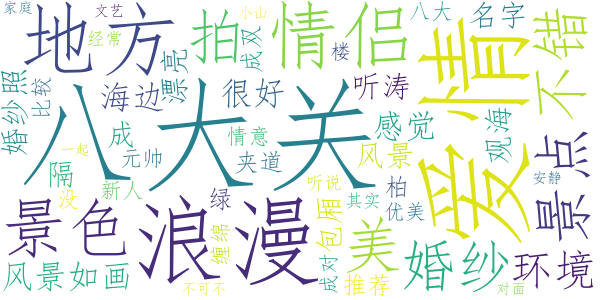 家庭
文艺
小山
八大
名字
地方
经常
拍
成双
情侣
楼
不错
婚纱照
比较
海边
漂亮
很好
听涛
爱情
八大关
成
元帅
情意
夹道
感觉
观海
景点
一起
隔
没
新人
绿
听说
风景
其实
柏
优美
安静
景色
浪漫
缠绵
包厢
成对
美
推荐
婚纱
环境
风景如画
不可不
对面